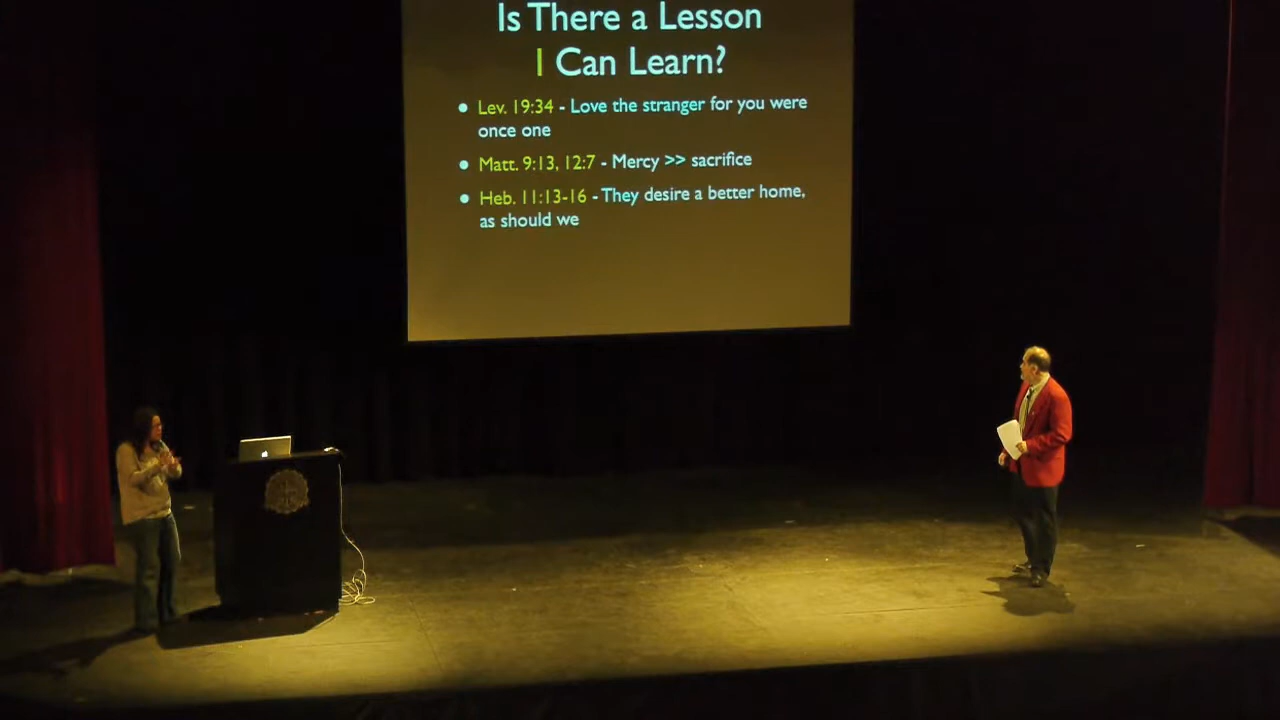 Is There a Lesson
I Can Learn?
• Lev. 19:34 - Love the stranger for you were
once one
• Matt. 9:13, 12:7 - Mercy >> sacrifice
• Heb. 11:13-16 - They desire a better home,
as should we